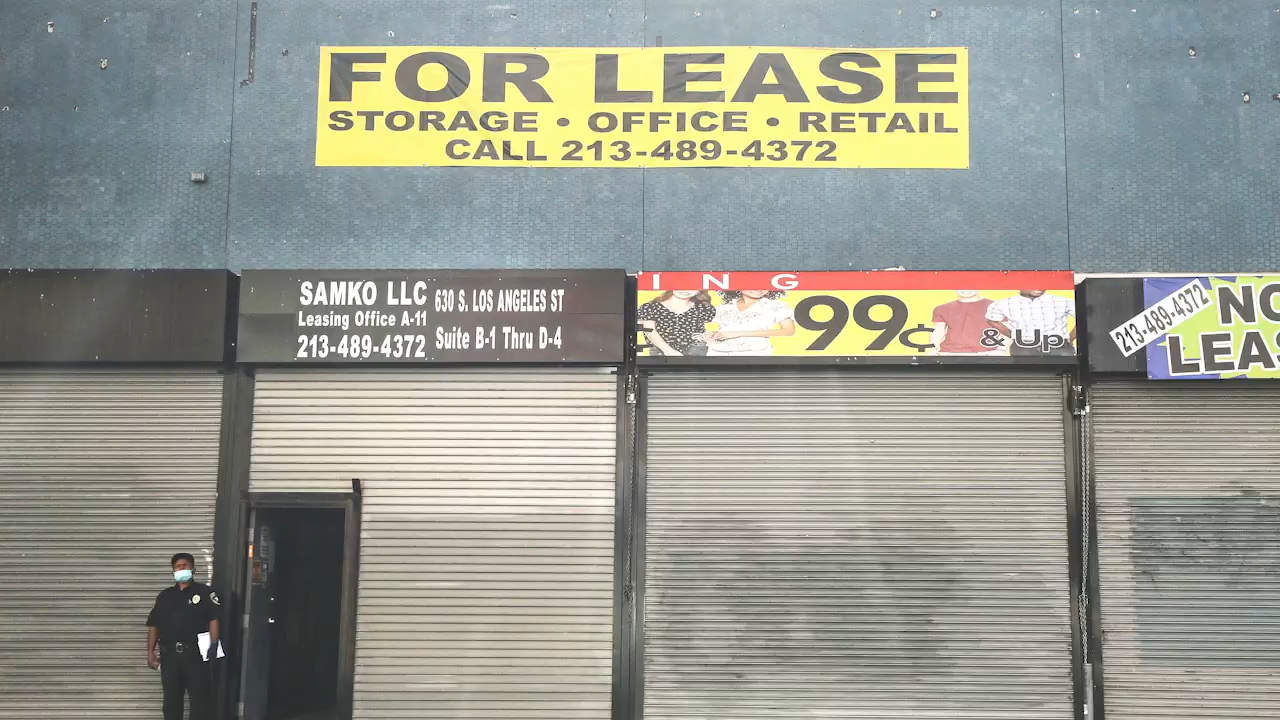 FOR LEASE
STORAGE • OFFICE • RETAIL
CALL 213-489-4372
SAMKO LLC
Leasing Office A-11
213-489-4372
630 S. LOS ANGELES ST
Suite B-1 Thru D-4
ING
99¢ & Up
213-489-4372
NO
LEAS